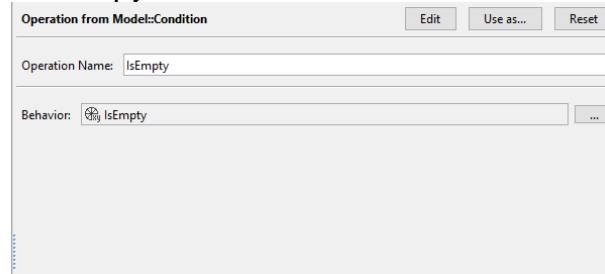 Operation from Model::Condition Edit Use as... Reset
Operation Name: IsEmpty
Behavior: IsEmpty ...